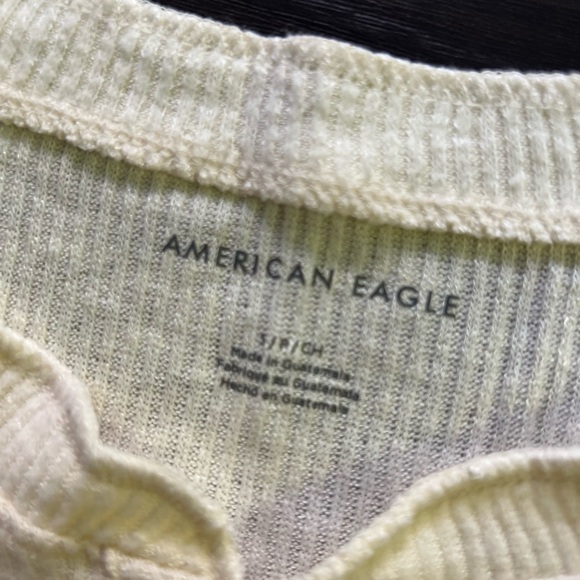 AMERICAN EAGLE
S/P/CH
Made in Guatemala
Fabriqué au Guatemala
Hecho en Guatemala